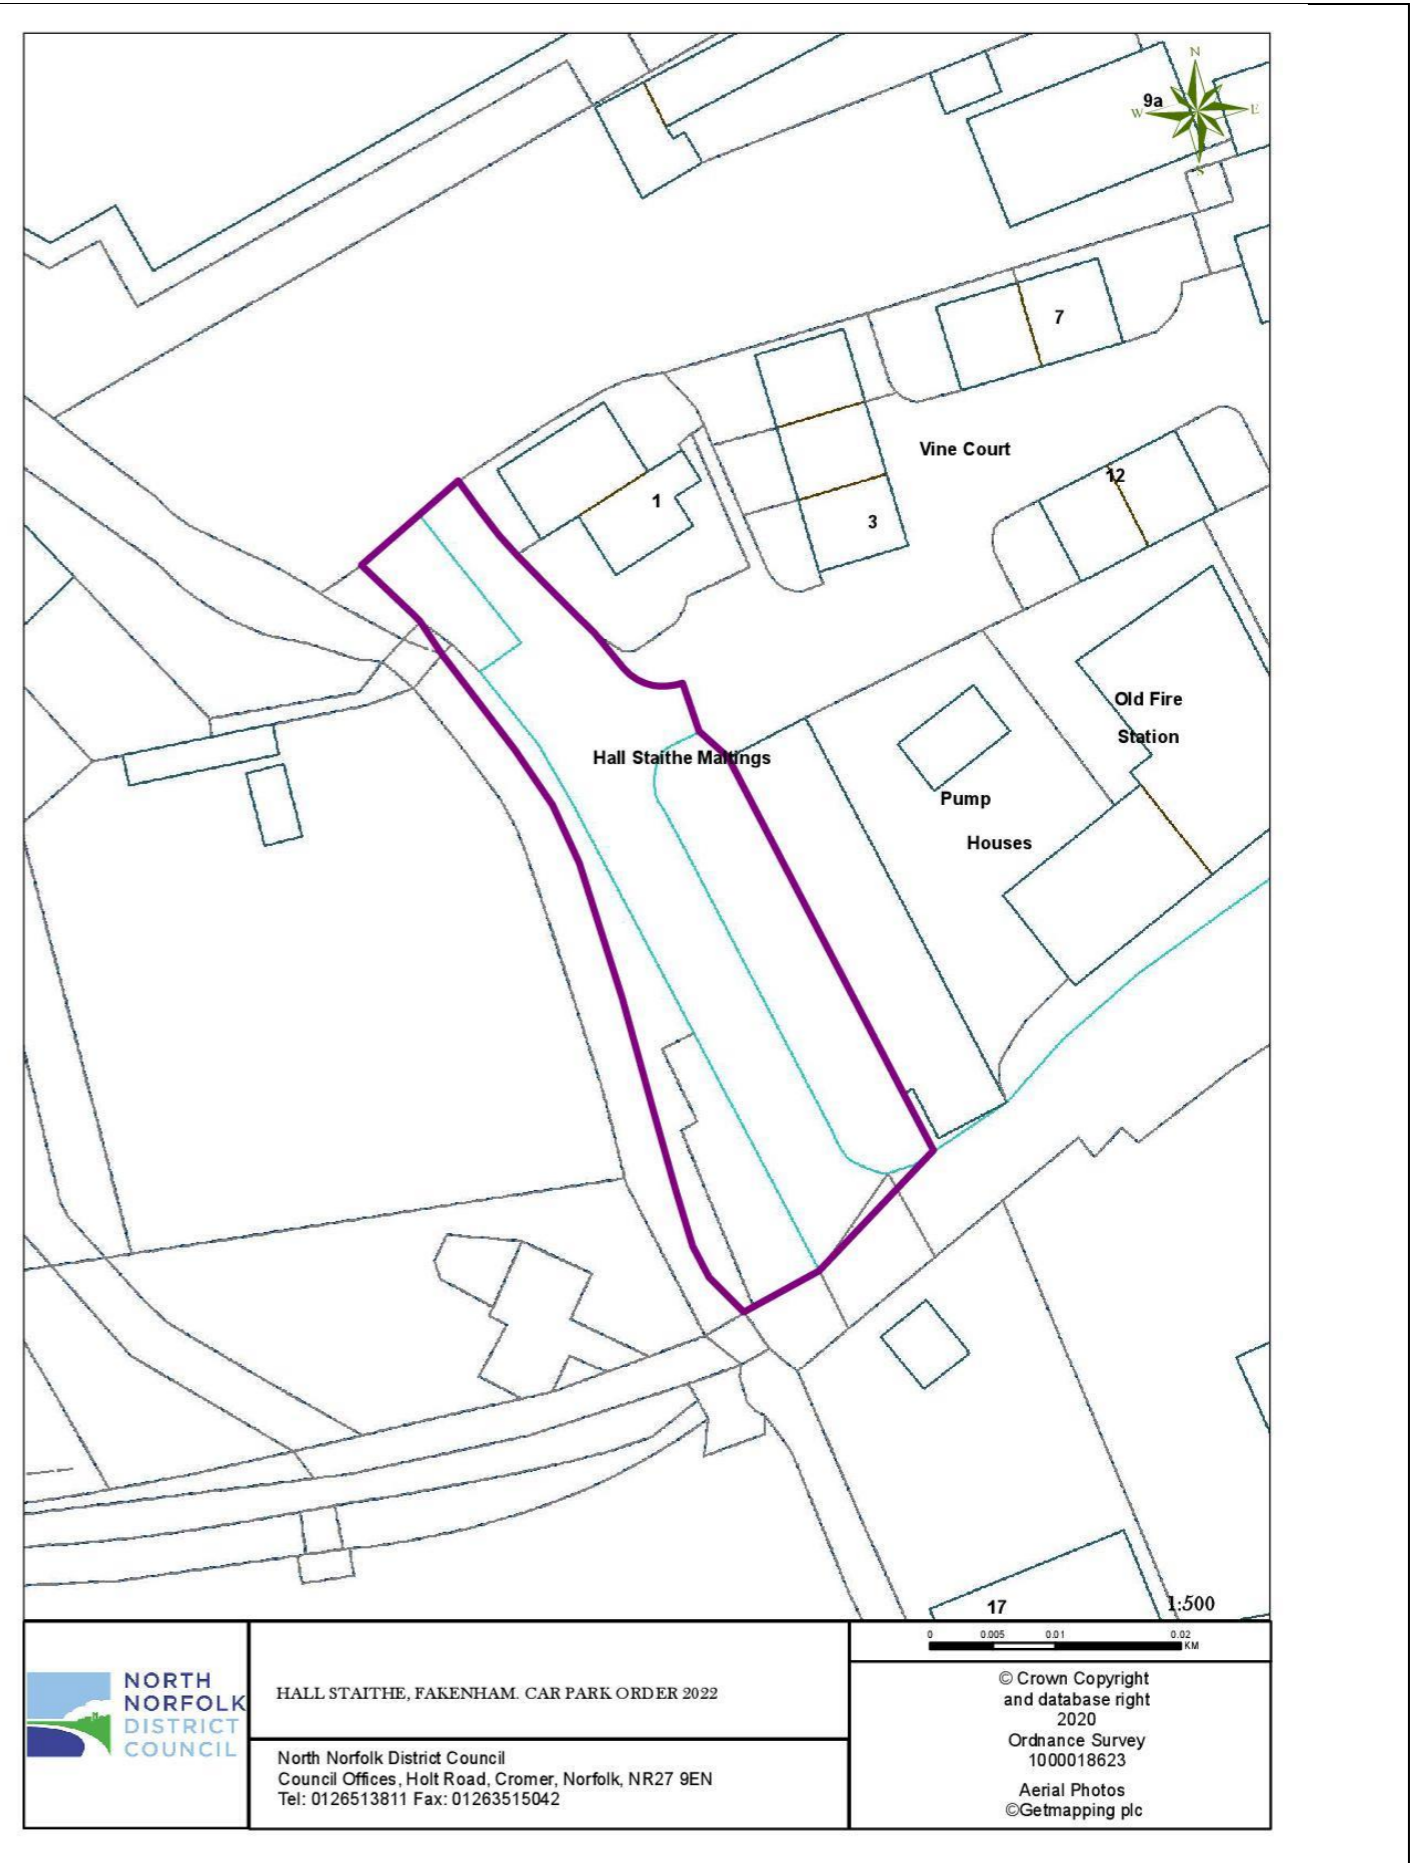 N
9a
W
E
S
7
Vine Court
12
1
3
Old Fire
Station
Hall Staithe Maltings
Pump
Houses
17
1:500
0 0.005 0.01 0.02
KM
NORTH
NORFOLK
DISTRICT
COUNCIL
HALL STAITHE, FAKENHAM. CAR PARK ORDER 2022
North Norfolk District Council
Council Offices, Holt Road, Cromer, Norfolk, NR27 9EN
Tel: 0126513811 Fax: 01263515042
© Crown Copyright
and database right
2020
Ordnance Survey
1000018623
Aerial Photos
©Getmapping plc